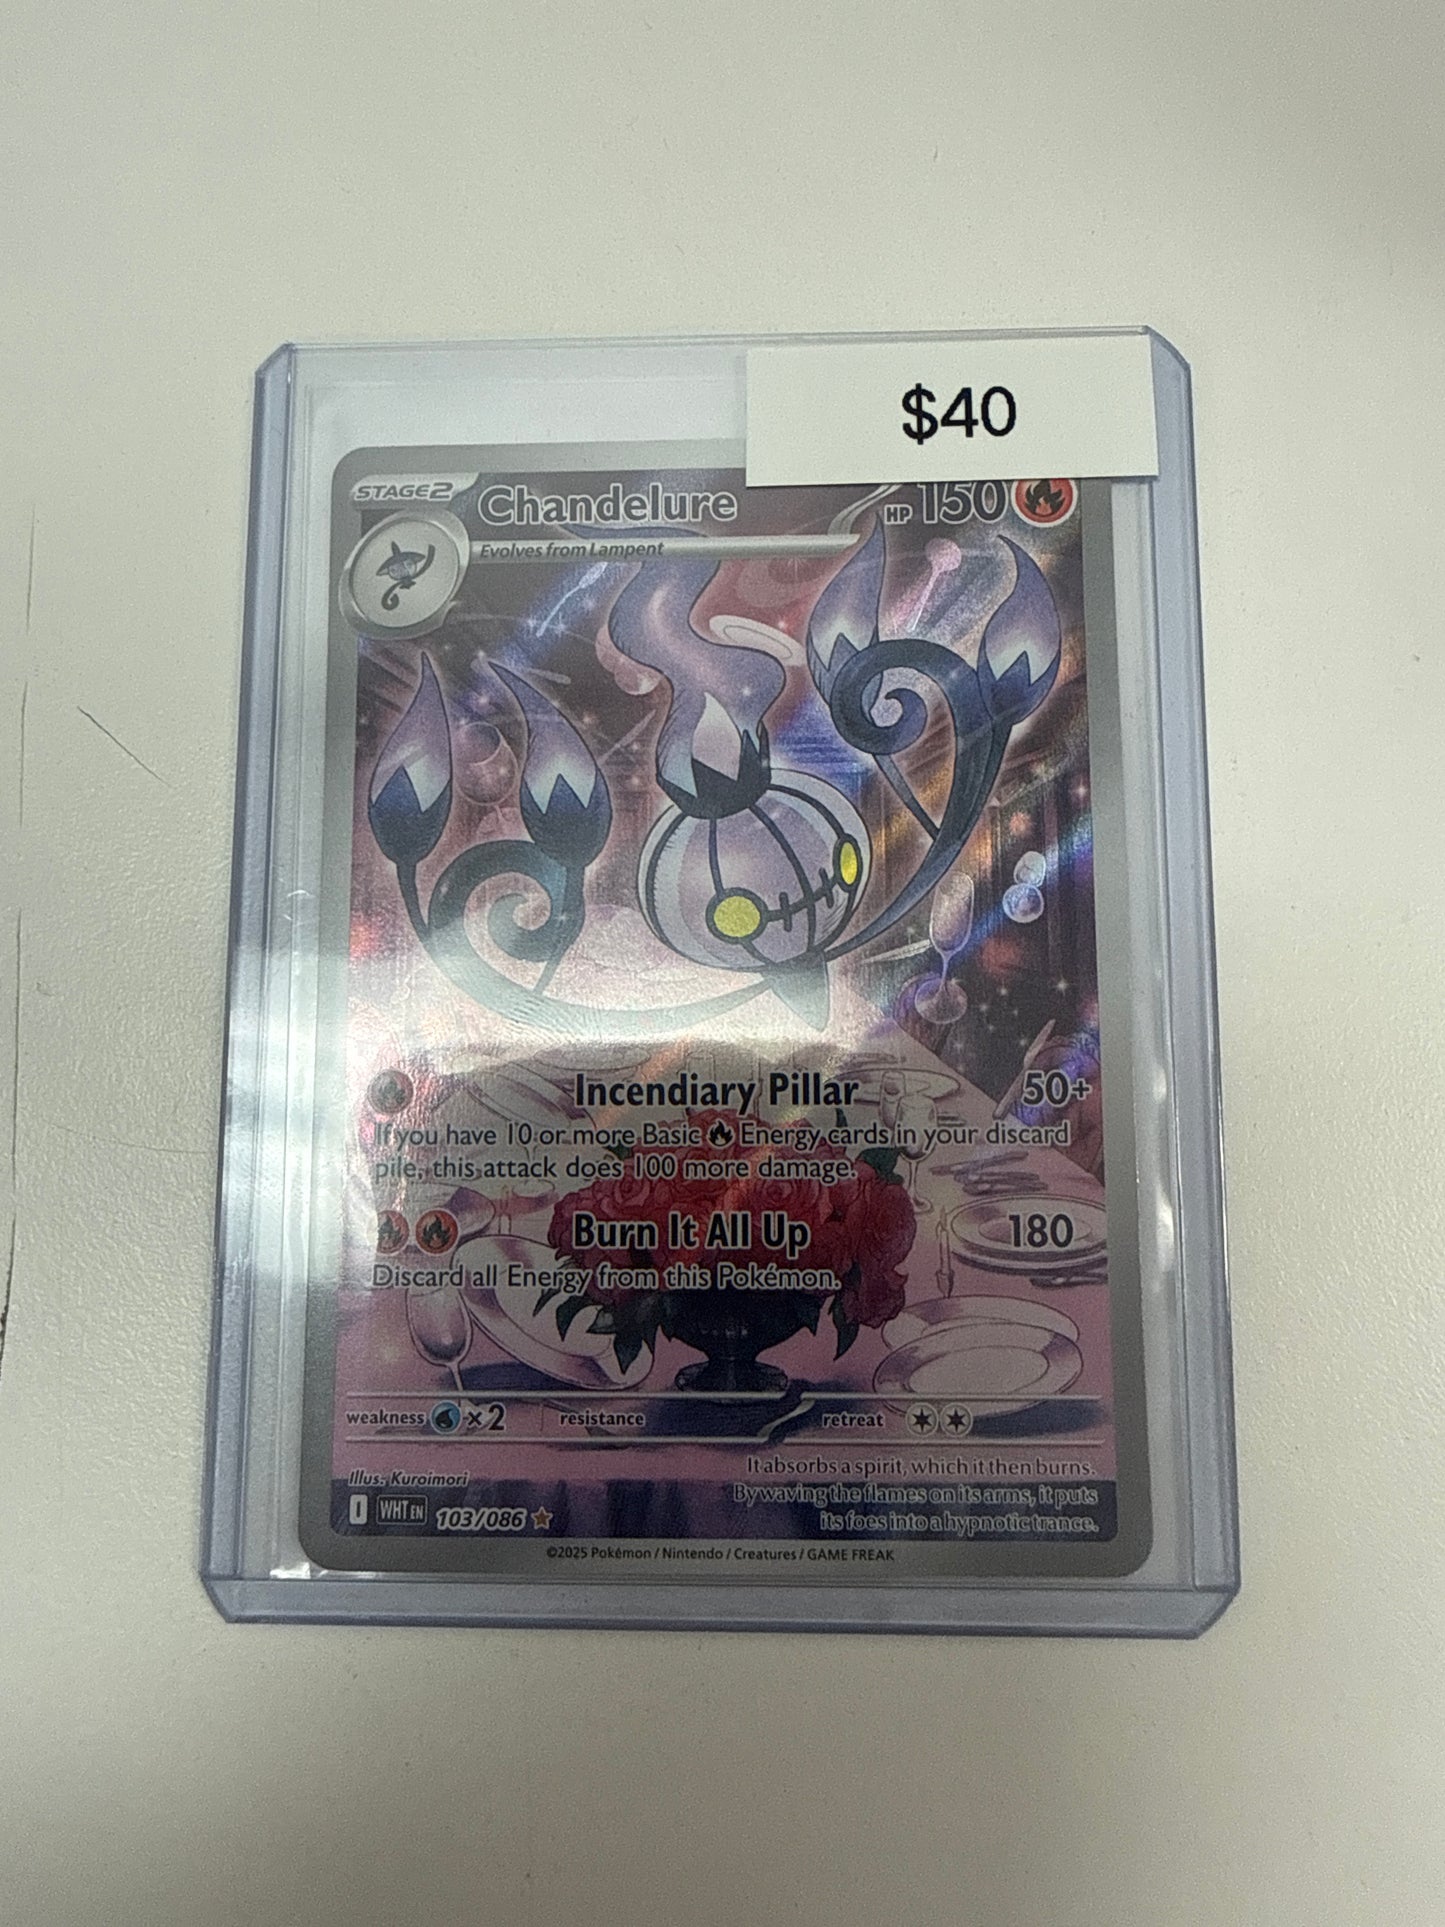 $40
STAGE2 Chandelure HP 150
Evolves from Lampent
Incendiary Pillar 50+
If you have 10 or more Basic Energy cards in your discard
pile, this attack does 100 more damage.
Burn It All Up 180
Discard all Energy from this Pokémon.
weakness ×2 resistance retreat
It absorbs a spirit, which it then burns.
By waving the flames on its arms, it puts
its foes into a hypnotic trance.
Illus. Kuroimori
I WHT EN 103/086
©2025 Pokémon / Nintendo / Creatures / GAME FREAK